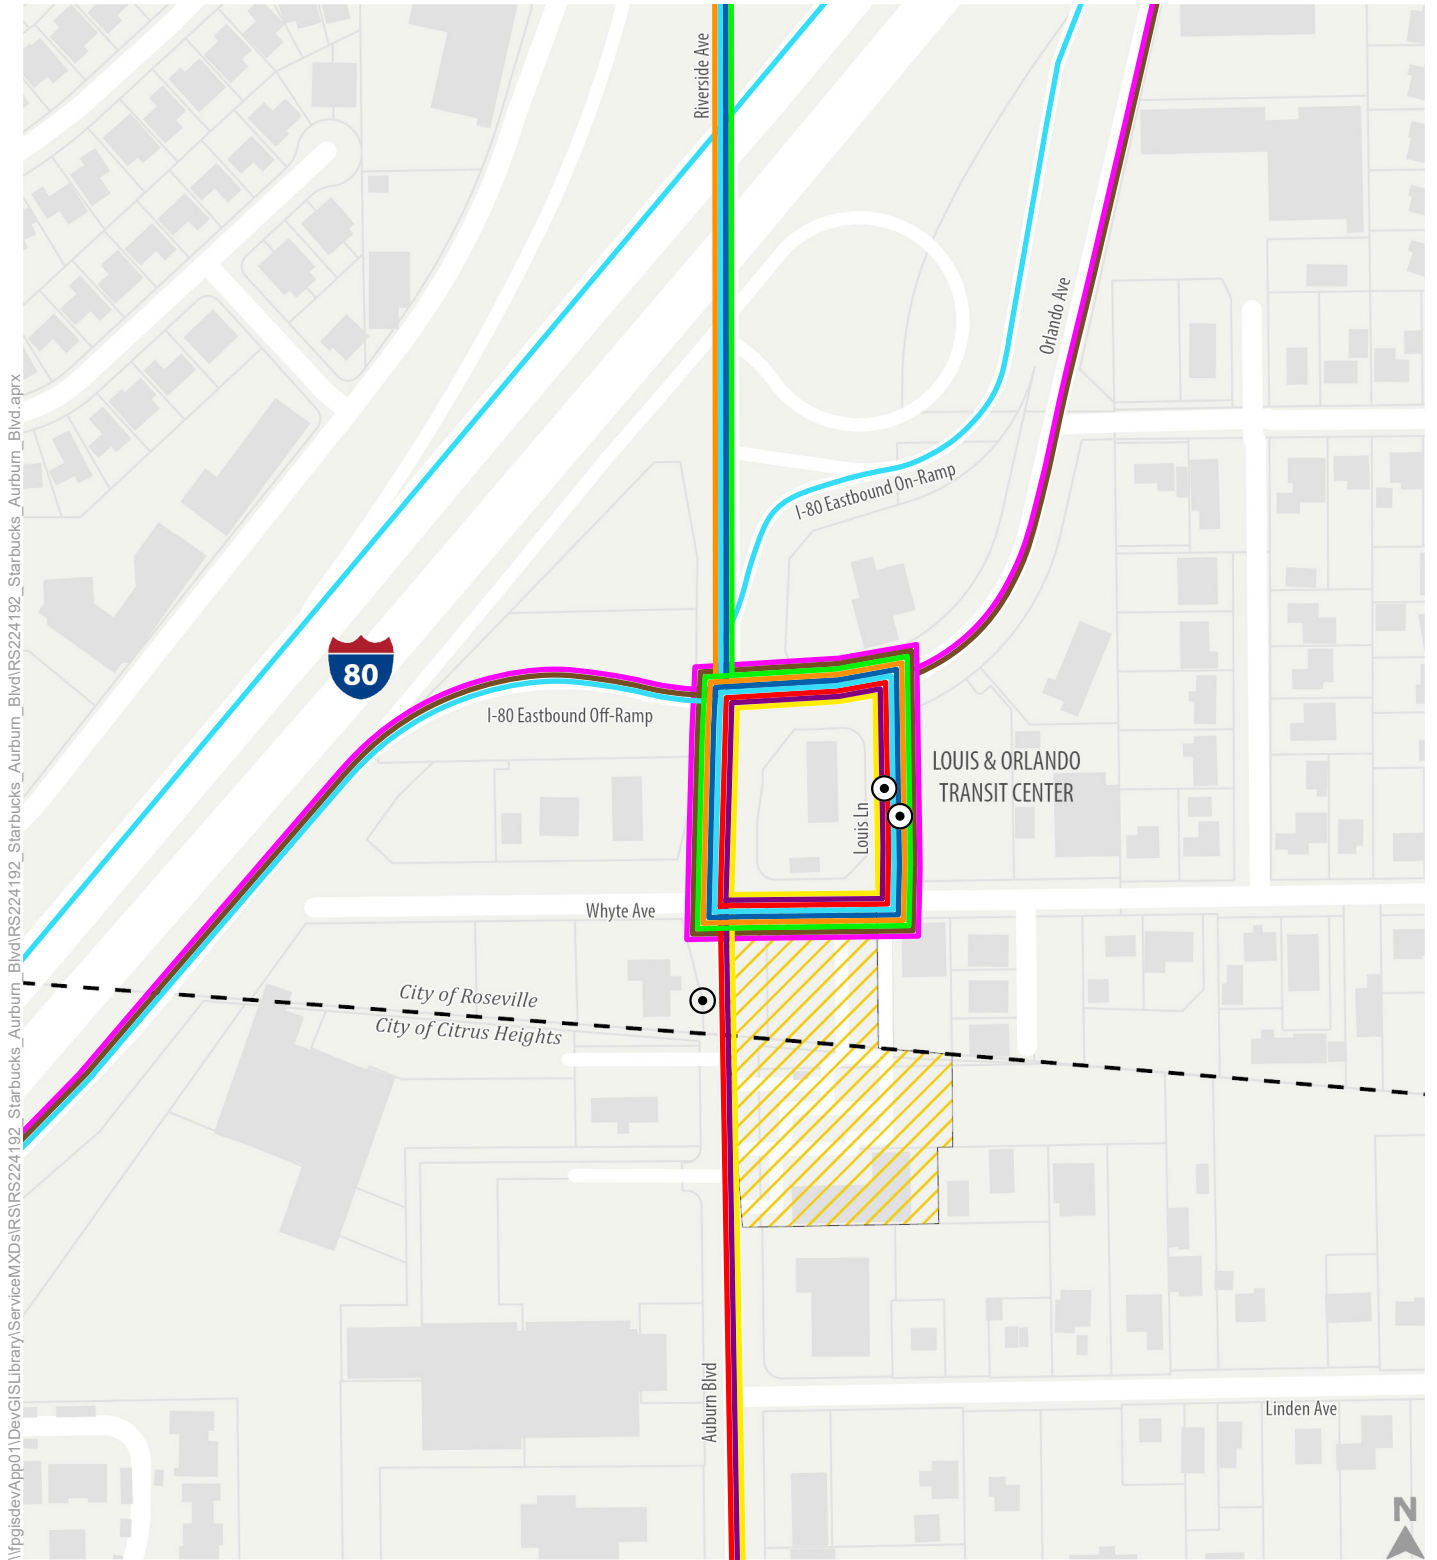 Riverside Ave
Orlando Ave
I-80 Eastbound On-Ramp
80
I-80 Eastbound Off-Ramp
LOUIS & ORLANDO
TRANSIT CENTER
Louis Ln
Whyte Ave
City of Roseville
City of Citrus Heights
Auburn Blvd
Linden Ave
N
\\fpgisdevApp01\DevGISLibrary\ServiceMXDs\RS\RS224192_Starbucks_Aurburn_Blvd\RS224192_Starbucks_Aurburn_Blvd\RS224192_Starbucks_Aurburn_Blvd.aprx